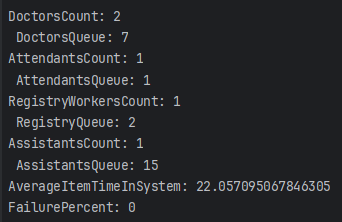 DoctorsCount: 2
DoctorsQueue: 7
AttendantsCount: 1
AttendantsQueue: 1
RegistryWorkersCount: 1
RegistryQueue: 2
AssistantsCount: 1
AssistantsQueue: 15
AverageItemTimeInSystem: 22.057095067846305
FailurePercent: 0